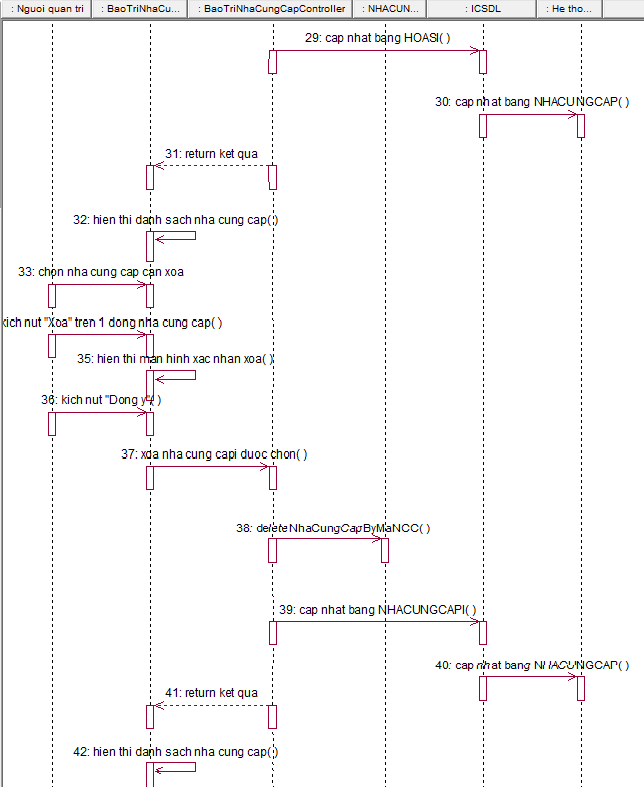 : Nguoi quan tri
: BaoTriNhaCu...
: BaoTriNhaCungCapController
: NHACUN...
: ICSDL
: He tho...
29: cap nhat bang HOASI( )
30: cap nhat bang NHACUNGCAP( )
31: return ket qua
32: hien thi danh sach nha cung cap( )
33: chon nha cung cap can xoa
kich nut "Xoa" tren 1 dong nha cung cap( )
35: hien thi man hinh xac nhan xoa( )
36: kich nut "Dong y"( )
37: xoa nha cung capi duoc chon( )
38: deleteNhaCungCapByMaNCC( )
39: cap nhat bang NHACUNGCAPI( )
40: cap nhat bang NHACUNGCAP( )
41: return ket qua
42: hien thi danh sach nha cung cap( )